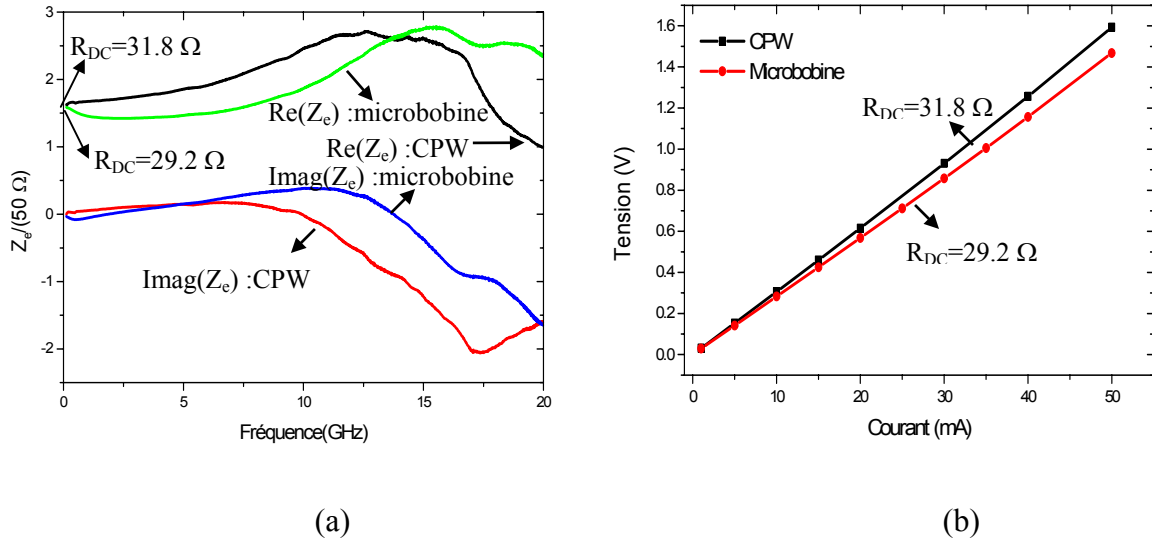 3
2
1
0
-1
-2
0
5
10
15
20
Z_e/(50 Ω)
Fréquence(GHz)
R_DC=31.8 Ω
R_DC=29.2 Ω
Re(Z_e) :microbobine
Re(Z_e) :CPW
Imag(Z_e) :microbobine
Imag(Z_e) :CPW
(a)
CPW
Microbobine
R_DC=31.8 Ω
R_DC=29.2 Ω
1.6
1.4
1.2
1.0
0.8
0.6
0.4
0.2
0.0
0
10
20
30
40
50
Tension (V)
Courant (mA)
(b)